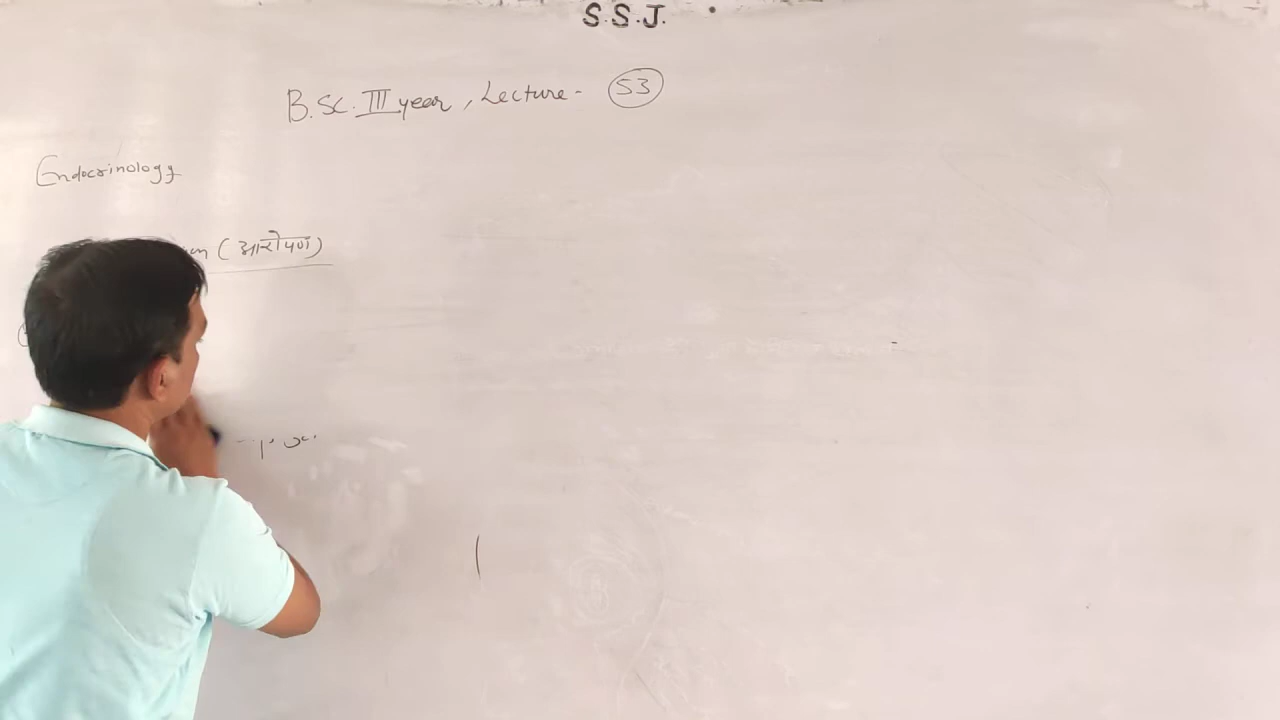 S.S.J.
B.Sc. III year, Lecture - 53
Endocrinology
(आरोपण)